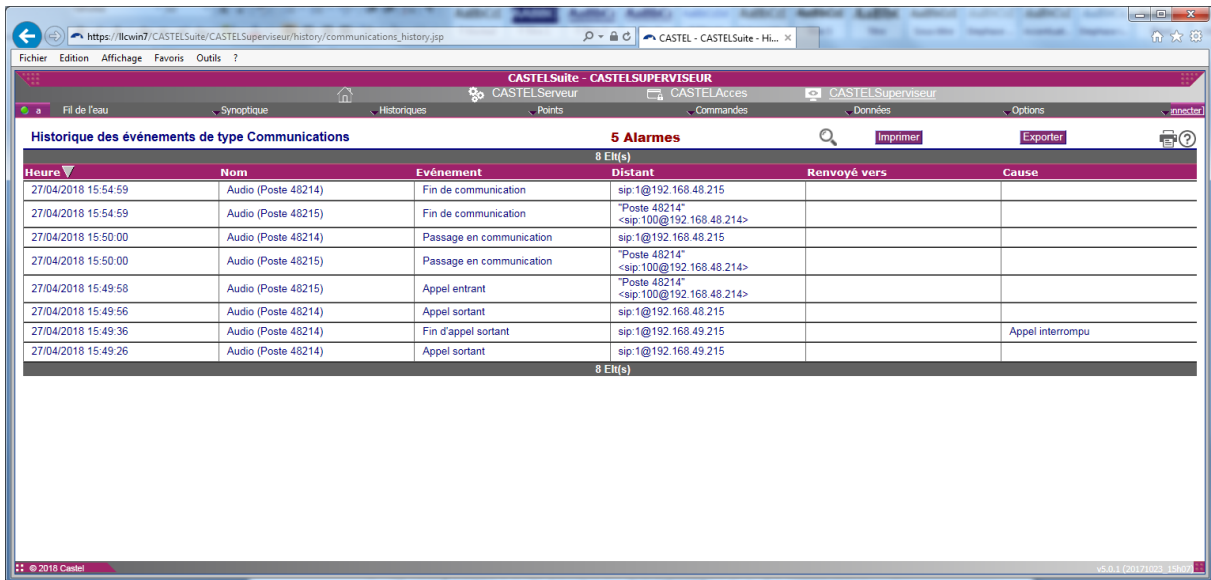 https://llcwin7/CASTELSuite/CASTELSuperviseur/history/communications_history.jsp
CASTEL - CASTELSuite - Hi...
Fichier Edition Affichage Favoris Outils ?
CASTELSuite - CASTELSUPERVISEUR
CASTELServeur CASTELAcces CASTELSuperviseur
a Fil de l'eau Synoptique Historiques Points Commandes Données Options nnecter]
Historique des événements de type Communications 5 Alarmes Imprimer Exporter
8 Elt(s)
Heure Nom Evénement Distant Renvoyé vers Cause
27/04/2018 15:54:59 Audio (Poste 48214) Fin de communication sip:1@192.168.48.215
27/04/2018 15:54:59 Audio (Poste 48215) Fin de communication "Poste 48214"
<sip:100@192.168.48.214>
27/04/2018 15:50:00 Audio (Poste 48214) Passage en communication sip:1@192.168.48.215
27/04/2018 15:50:00 Audio (Poste 48215) Passage en communication "Poste 48214"
<sip:100@192.168.48.214>
27/04/2018 15:49:58 Audio (Poste 48215) Appel entrant "Poste 48214"
<sip:100@192.168.48.214>
27/04/2018 15:49:56 Audio (Poste 48214) Appel sortant sip:1@192.168.48.215
27/04/2018 15:49:36 Audio (Poste 48214) Fin d'appel sortant sip:1@192.168.49.215 Appel interrompu
27/04/2018 15:49:26 Audio (Poste 48214) Appel sortant sip:1@192.168.49.215
8 Elt(s)
© 2018 Castel v5.0.1 (20171023_15h07)